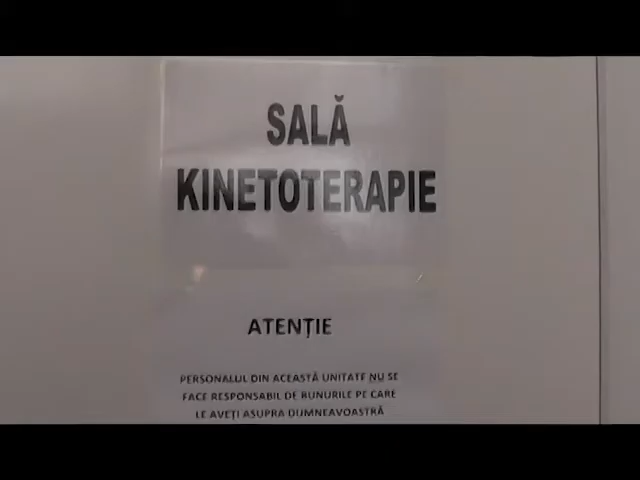 SALĂ
KINETOTERAPIE
ATENȚIE
PERSONALUL DIN ACEASTĂ UNITATE NU SE
FACE RESPONSABIL DE BUNURILE PE CARE
LE AVEȚI ASUPRA DUMNEAVOASTRĂ